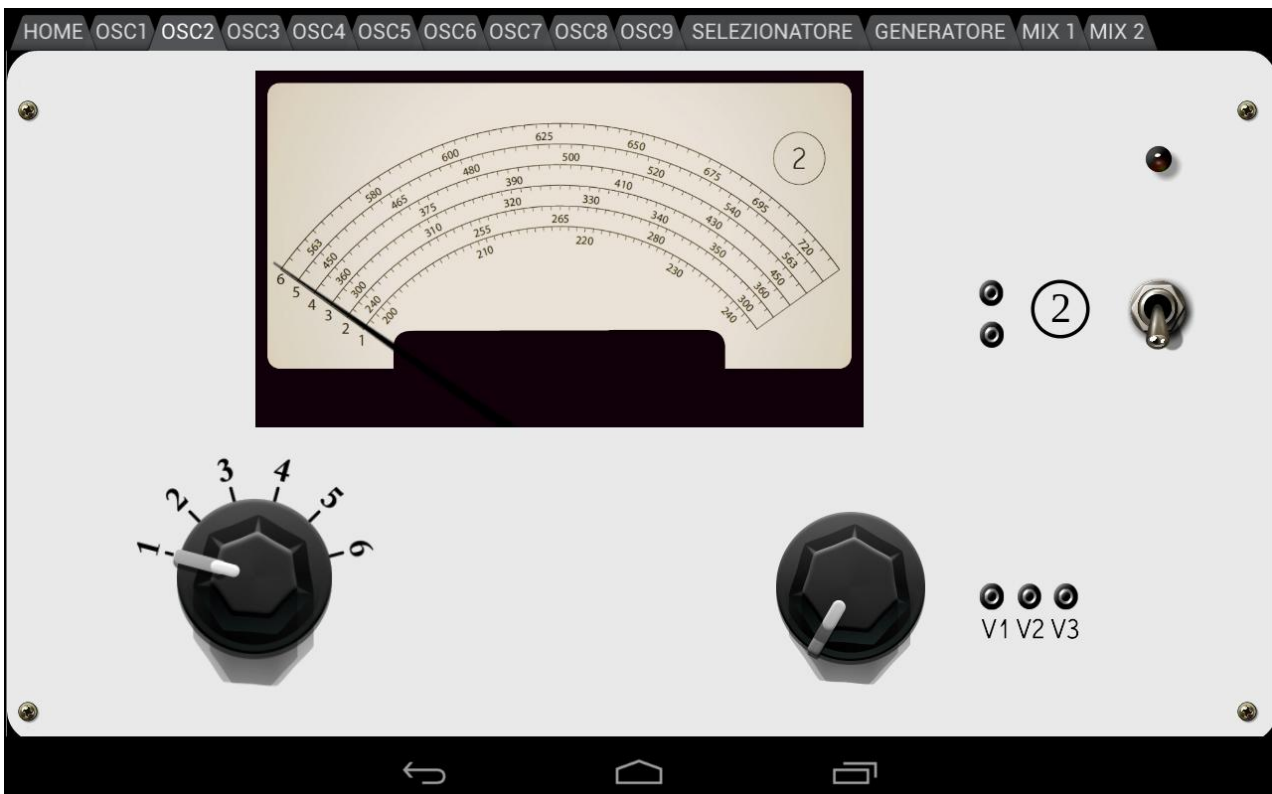 HOME OSC1 OSC2 OSC3 OSC4 OSC5 OSC6 OSC7 OSC8 OSC9 SELEZIONATORE GENERATORE MIX 1 MIX 2
563 580 600 625 650 675 695 720
450 465 480 500 520 540 563
360 375 390 410 430 450
300 310 320 330 340 350 360
240 255 265 280 300
200 210 220 230 240
6 5 4 3 2 1
2
2
1 2 3 4 5 6
V1 V2 V3